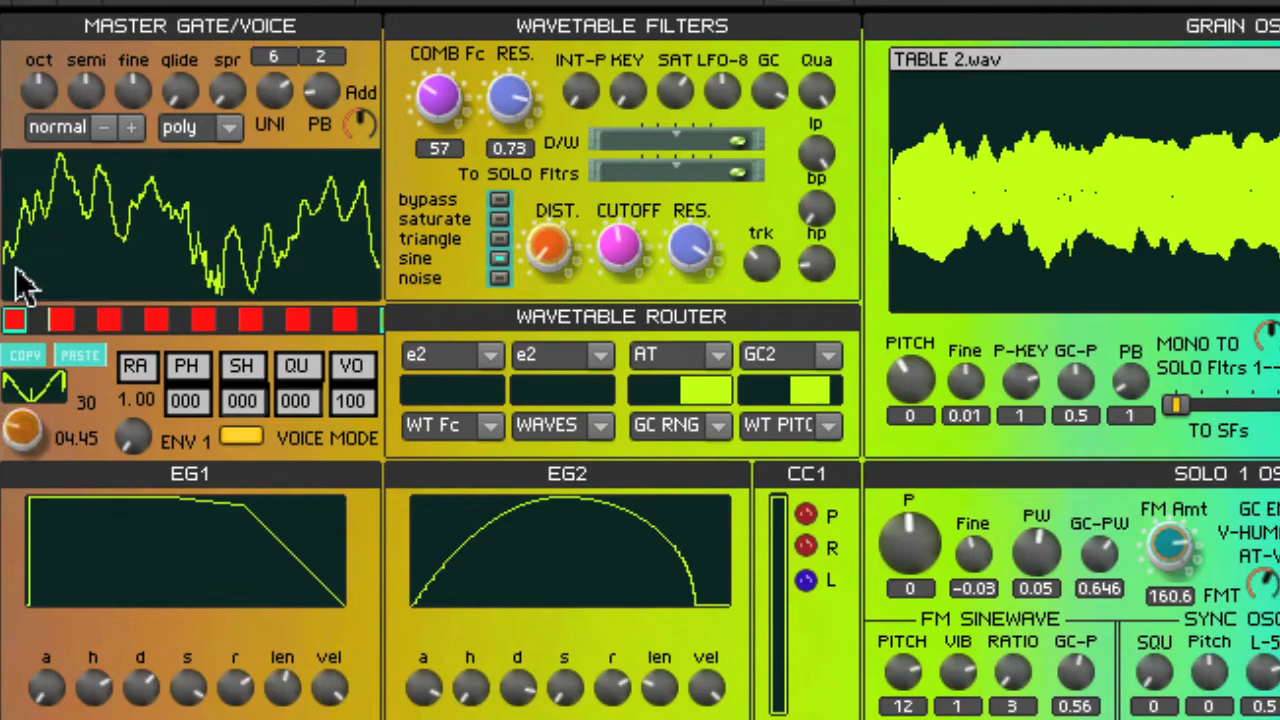 MASTER GATE/VOICE
oct semi fine glide spr 6 2
Add
normal - + poly UNI PB
COPY PASTE
RA PH SH QU VO
30 1.00 000 000 000 100
04.45 ENV 1 VOICE MODE
WAVETABLE FILTERS
COMB Fc RES. INT-P KEY SAT LFO-8 GC Qua
57 0.73 D/W
To SOLO Fltrs
lp
bp
hp
bypass
saturate
triangle
sine
noise
DIST. CUTOFF RES. trk
WAVETABLE ROUTER
e2 e2 AT GC2
WT Fc WAVES GC RNG WT PITC
GRAIN OS
TABLE 2.wav
PITCH Fine P-KEY GC-P PB
0 0.01 1 0.5 1
MONO TO
SOLO Fltrs 1--
TO SFs
EG1
a h d s r len vel
EG2
a h d s r len vel
CC1
P
R
L
SOLO 1 OS
P Fine PW GC-PW FM Amt
GC E
V-HUM
AT-V
0 -0.03 0.05 0.646 160.6 FMT
FM SINEWAVE
PITCH VIB RATIO GC-P
12 1 3 0.56
SYNC OSC
SQU Pitch L-5
0 0 0.5